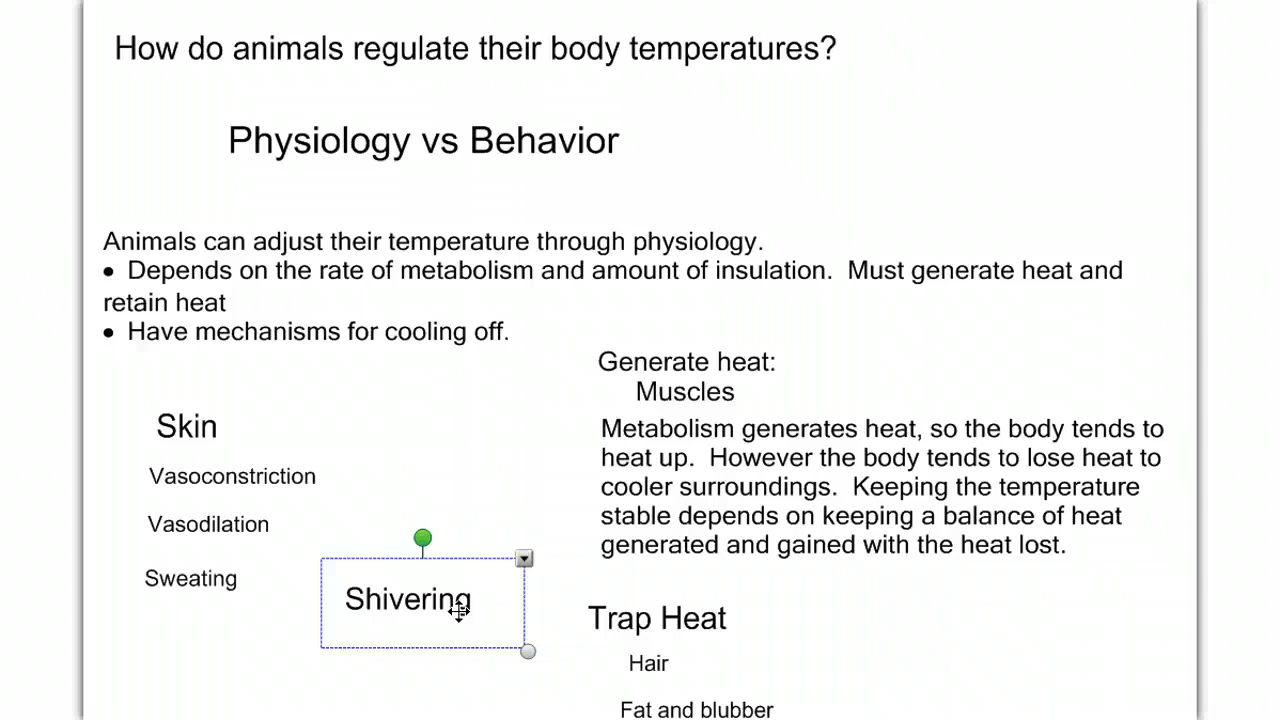 How do animals regulate their body temperatures?
Physiology vs Behavior
Animals can adjust their temperature through physiology.
• Depends on the rate of metabolism and amount of insulation. Must generate heat and
retain heat
• Have mechanisms for cooling off.
Generate heat:
Muscles
Metabolism generates heat, so the body tends to
heat up. However the body tends to lose heat to
cooler surroundings. Keeping the temperature
stable depends on keeping a balance of heat
generated and gained with the heat lost.
Skin
Vasoconstriction
Vasodilation
Sweating
Shivering
Trap Heat
Hair
Fat and blubber